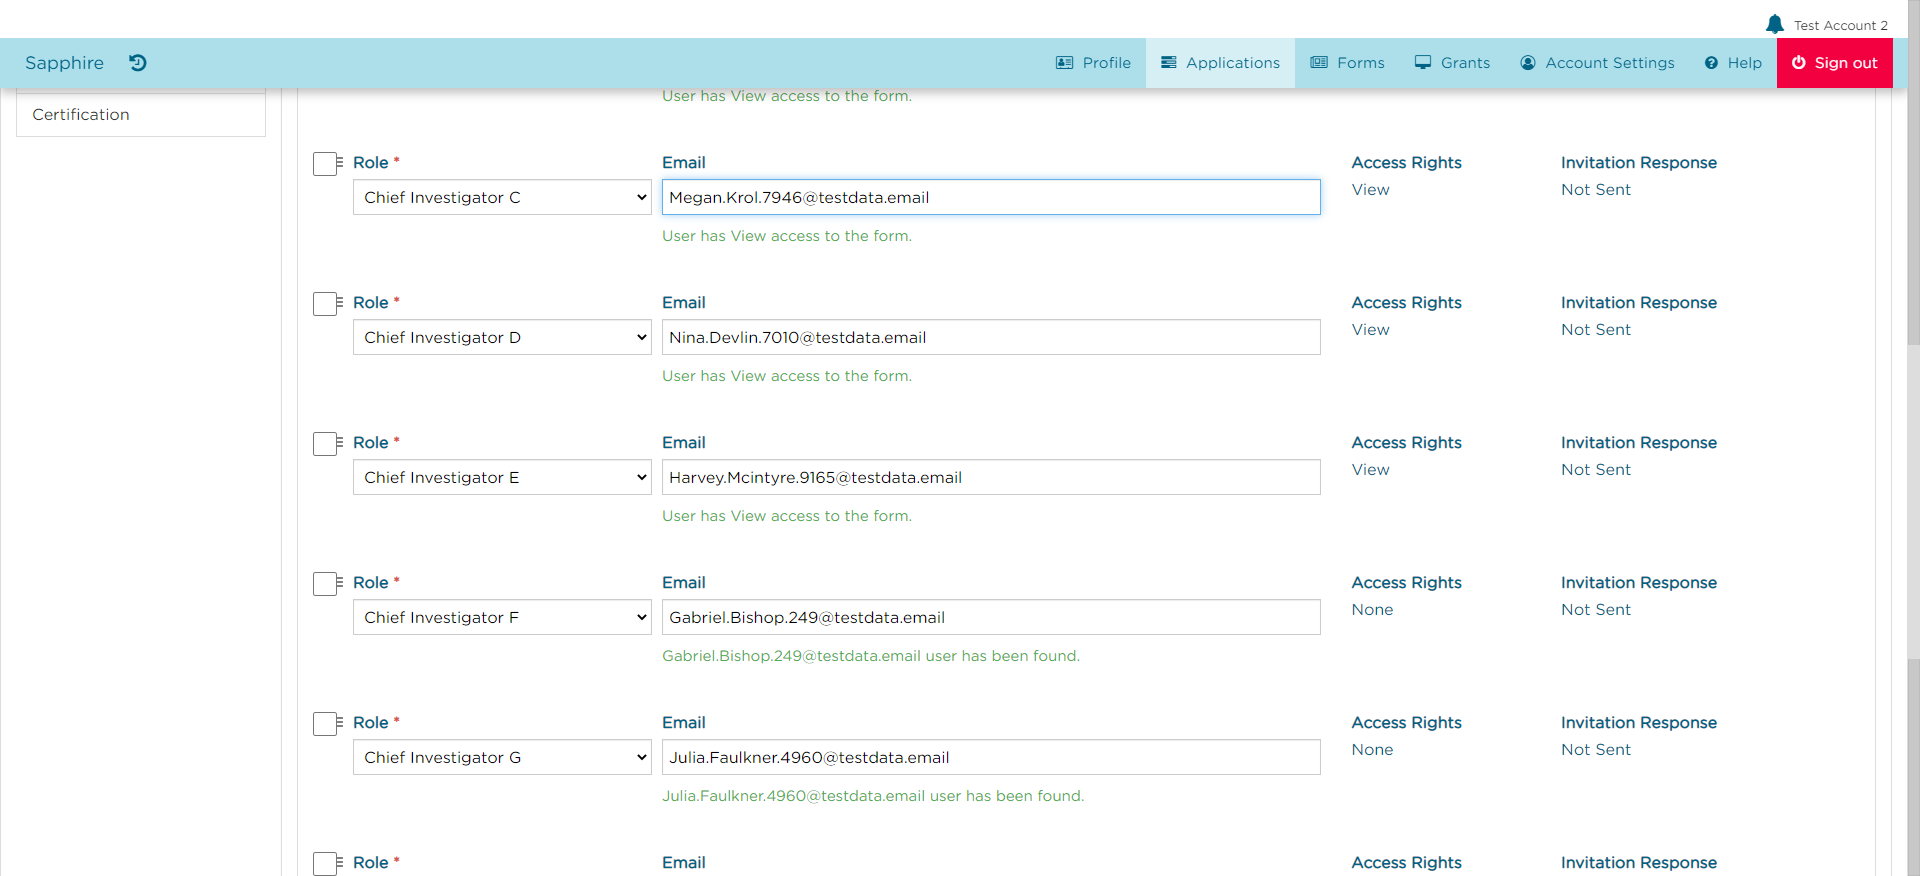 Test Account 2
Sapphire Profile Applications Forms Grants Account Settings Help Sign out
User has View access to the form.
Certification
Role * Email Access Rights Invitation Response
Chief Investigator C Megan.Krol.7946@testdata.email View Not Sent
User has View access to the form.
Role * Email Access Rights Invitation Response
Chief Investigator D Nina.Devlin.7010@testdata.email View Not Sent
User has View access to the form.
Role * Email Access Rights Invitation Response
Chief Investigator E Harvey.Mcintyre.9165@testdata.email View Not Sent
User has View access to the form.
Role * Email Access Rights Invitation Response
Chief Investigator F Gabriel.Bishop.249@testdata.email None Not Sent
Gabriel.Bishop.249@testdata.email user has been found.
Role * Email Access Rights Invitation Response
Chief Investigator G Julia.Faulkner.4960@testdata.email None Not Sent
Julia.Faulkner.4960@testdata.email user has been found.
Role * Email Access Rights Invitation Response